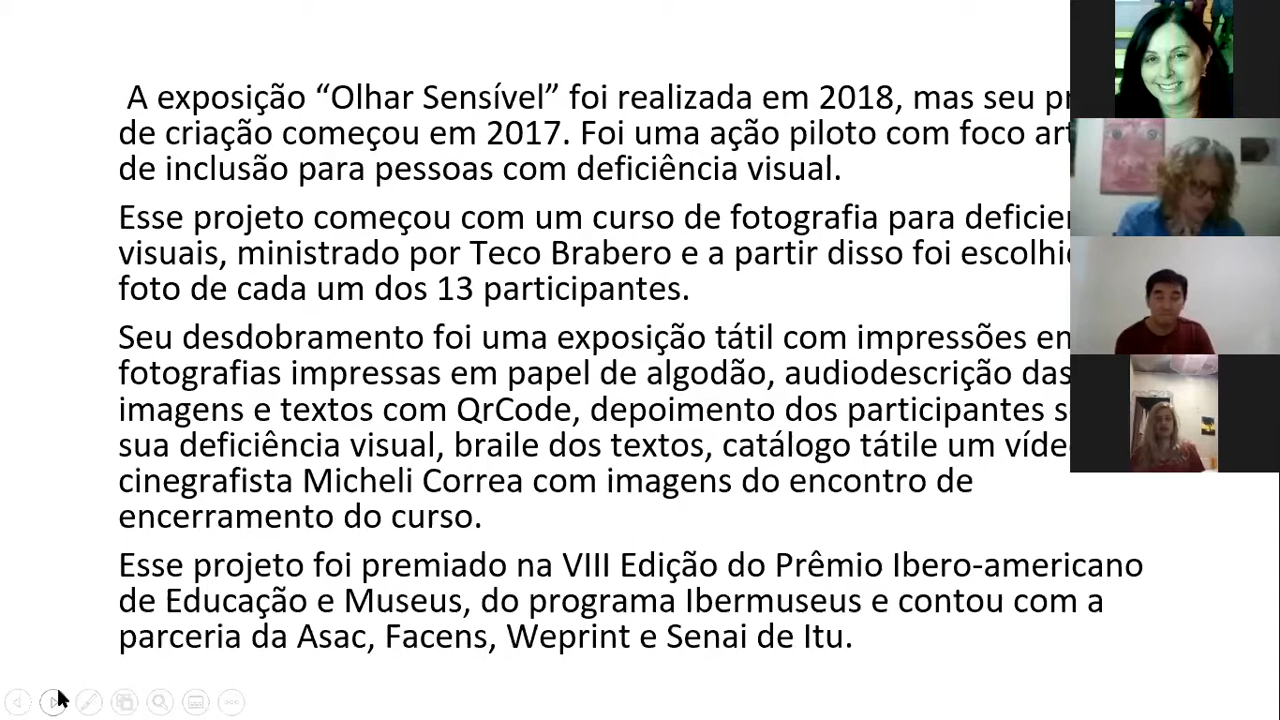 A exposição “Olhar Sensível” foi realizada em 2018, mas seu
de criação começou em 2017. Foi uma ação piloto com foco
de inclusão para pessoas com deficiência visual.
Esse projeto começou com um curso de fotografia para
visuais, ministrado por Teco Brabero e a partir disso foi
foto de cada um dos 13 participantes.
Seu desdobramento foi uma exposição tátil com impressões
fotografias impressas em papel de algodão, audiodescrição das
imagens e textos com QrCode, depoimento dos participantes
sua deficiência visual, braile dos textos, catálogo tátile um
cinegrafista Micheli Correa com imagens do encontro de
encerramento do curso.
Esse projeto foi premiado na VIII Edição do Prêmio Ibero-americano
de Educação e Museus, do programa Ibermuseus e contou com a
parceria da Asac, Facens, Weprint e Senai de Itu.